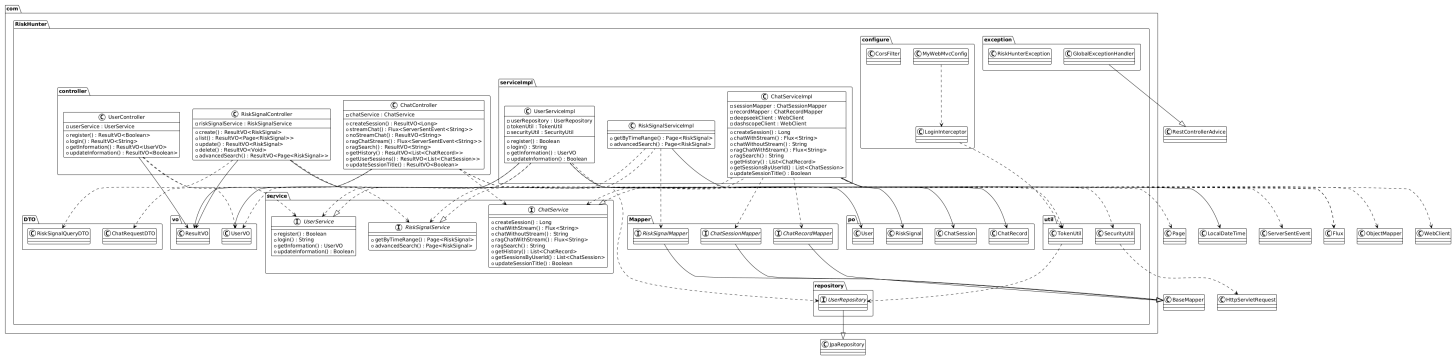 com
RiskHunter
configure
exception
CorsFilter
MyWebMvcConfig
RiskHunterException
GlobalExceptionHandler
serviceImpl
controller
ChatServiceImpl
sessionMapper : ChatSessionMapper
recordMapper : ChatRecordMapper
deepseekClient : WebClient
dashscopeClient : WebClient
createSession() : Long
chatWithStream() : Flux<String>
chatWithoutStream() : String
ragChatWithStream() : Flux<String>
ragSearch() : String
getHistory() : List<ChatRecord>
getSessionsByUserId() : List<ChatSession>
updateSessionTitle() : Boolean
ChatController
chatService : ChatService
createSession() : ResultVO<Long>
streamChat() : Flux<ServerSentEvent<String>>
noStreamChat() : ResultVO<String>
ragChatStream() : Flux<ServerSentEvent<String>>
ragSearch() : ResultVO<String>
getHistory() : ResultVO<List<ChatRecord>>
getUserSessions() : ResultVO<List<ChatSession>>
updateSessionTitle() : ResultVO<Boolean>
UserServiceImpl
userRepository : UserRepository
tokenUtil : TokenUtil
securityUtil : SecurityUtil
register() : Boolean
login() : String
getInformation() : UserVO
updateInformation() : Boolean
RiskSignalController
riskSignalService : RiskSignalService
create() : ResultVO<RiskSignal>
list() : ResultVO<Page<RiskSignal>>
update() : ResultVO<RiskSignal>
delete() : ResultVO<Void>
advancedSearch() : ResultVO<Page<RiskSignal>>
UserController
userService : UserService
register() : ResultVO<Boolean>
login() : ResultVO<String>
getInformation() : ResultVO<UserVO>
updateInformation() : ResultVO<Boolean>
RiskSignalServiceImpl
getByTimeRange() : Page<RiskSignal>
advancedSearch() : Page<RiskSignal>
LoginInterceptor
RestControllerAdvice
service
DTO
vo
Mapper
po
util
RiskSignalQueryDTO
ChatRequestDTO
ResultVO
UserVO
UserService
register() : Boolean
login() : String
getInformation() : UserVO
updateInformation() : Boolean
RiskSignalService
getByTimeRange() : Page<RiskSignal>
advancedSearch() : Page<RiskSignal>
ChatService
createSession() : Long
chatWithStream() : Flux<String>
chatWithoutStream() : String
ragChatWithStream() : Flux<String>
ragSearch() : String
getHistory() : List<ChatRecord>
getSessionsByUserId() : List<ChatSession>
updateSessionTitle() : Boolean
RiskSignalMapper
ChatSessionMapper
ChatRecordMapper
User
RiskSignal
ChatSession
ChatRecord
TokenUtil
SecurityUtil
Page
LocalDateTime
ServerSentEvent
Flux
ObjectMapper
WebClient
repository
UserRepository
BaseMapper
HttpServletRequest
JpaRepository